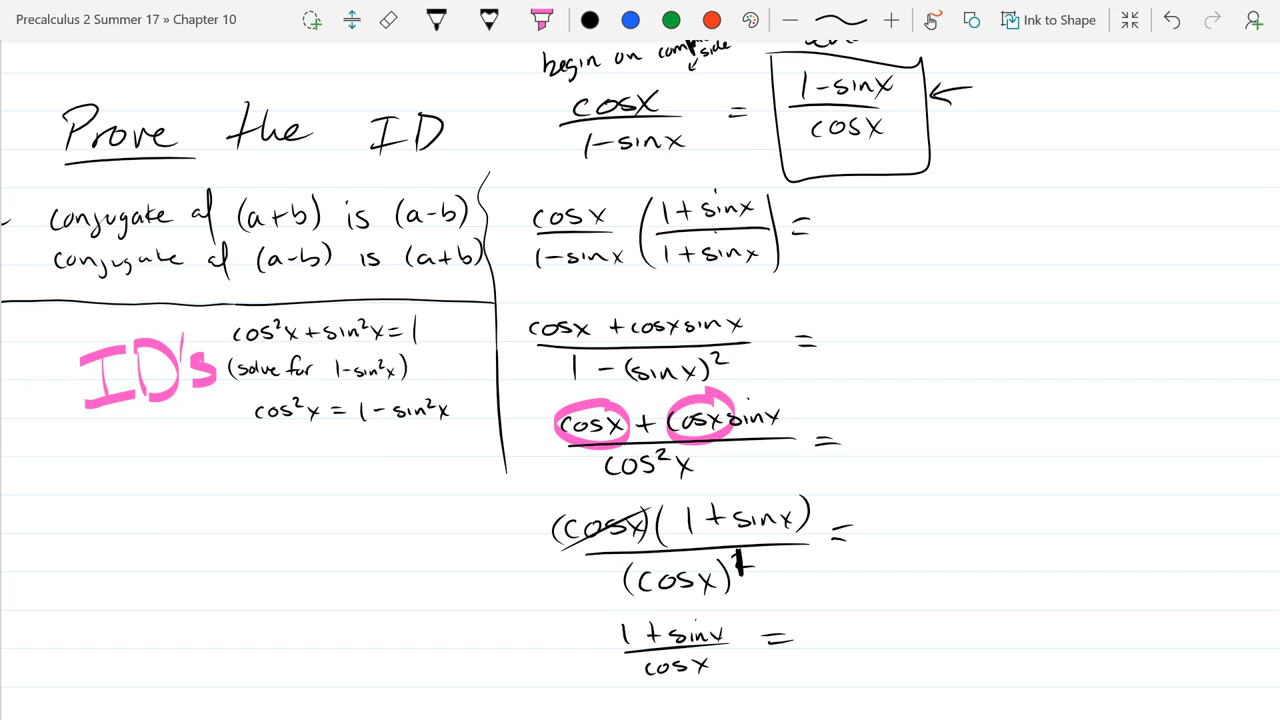 Precalculus 2 Summer 17 » Chapter 10
Ink to Shape
begin on side
Prove the ID
cosx / 1-sinx = 1-sinx / cosx
conjugate of (a+b) is (a-b)
conjugate of (a-b) is (a+b)
cosx / 1-sinx (1+sinx / 1+sinx) =
ID's
cos²x + sin²x = 1
(solve for 1-sin²x)
cos²x = 1 - sin²x
cosx + cosxsinx / 1 - (sinx)² =
cosx + cosxsinx / cos²x =
(cosx)(1+sinx) / (cosx)¹ =
1+sinx / cosx =